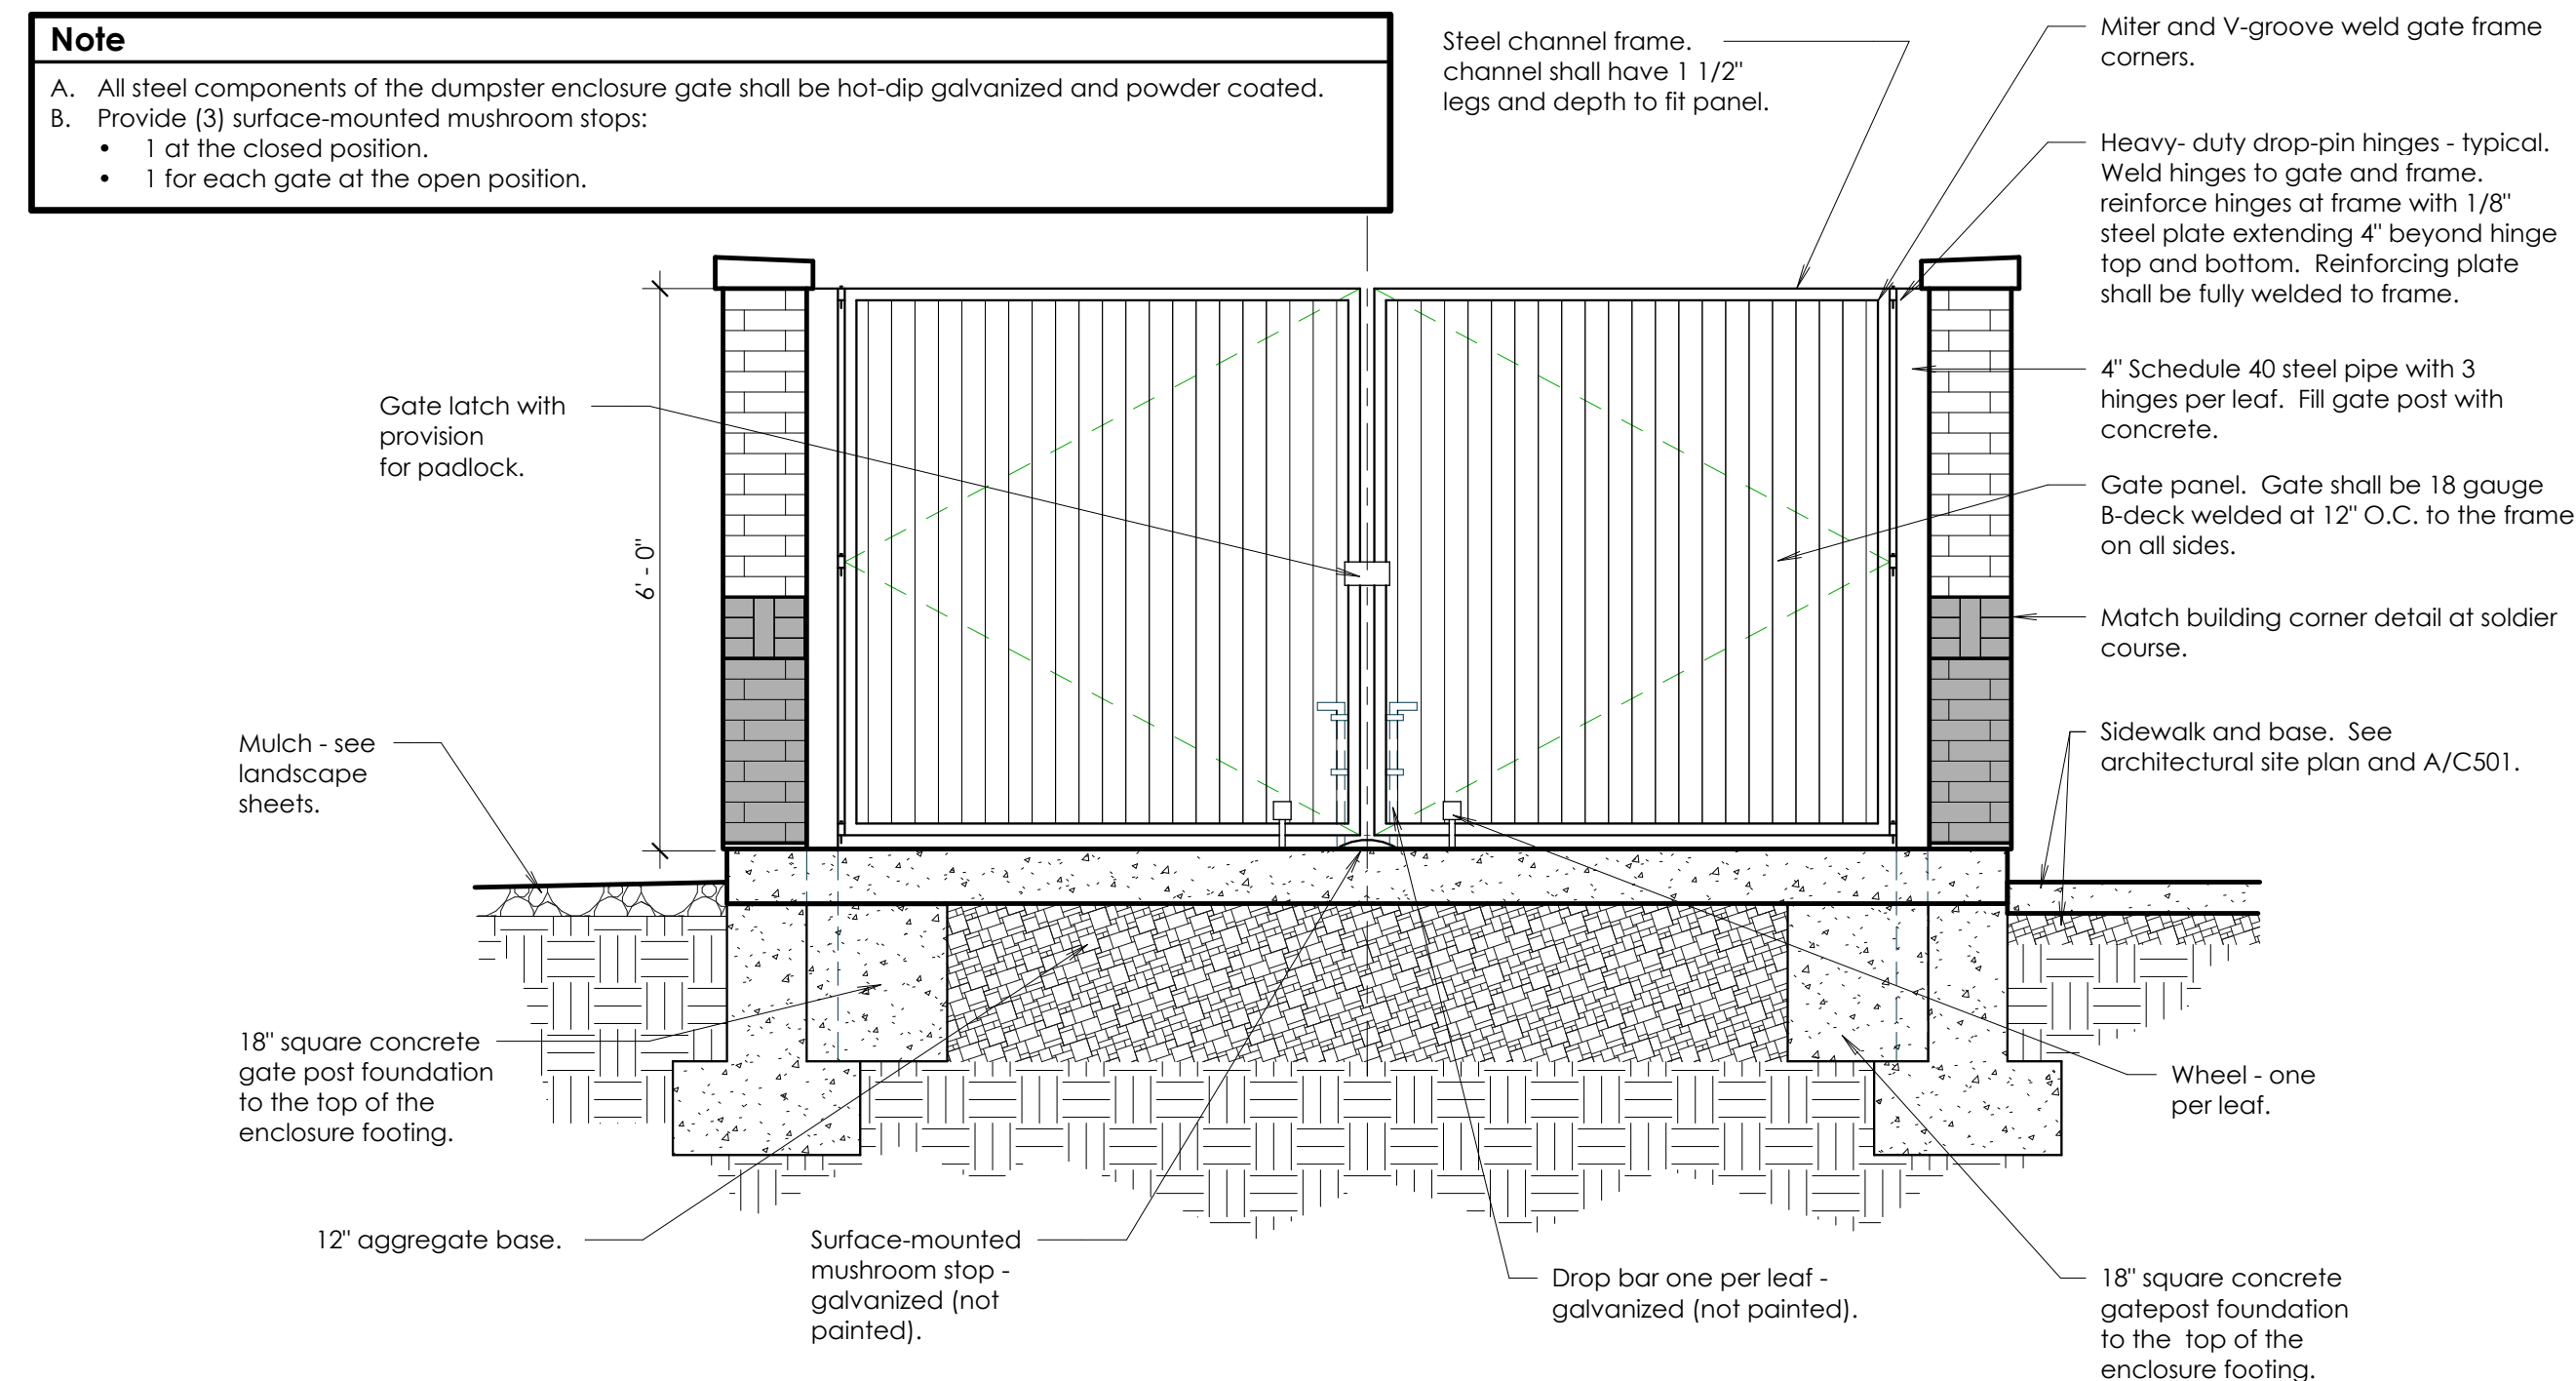 Note
A. All steel components of the dumpster enclosure gate shall be hot-dip galvanized and powder coated.
B. Provide (3) surface-mounted mushroom stops:
• 1 at the closed position.
• 1 for each gate at the open position.
Steel channel frame.
channel shall have 1 1/2"
legs and depth to fit panel.
Miter and V-groove weld gate frame
corners.
Heavy- duty drop-pin hinges - typical.
Weld hinges to gate and frame.
reinforce hinges at frame with 1/8"
steel plate extending 4" beyond hinge
top and bottom. Reinforcing plate
shall be fully welded to frame.
4" Schedule 40 steel pipe with 3
hinges per leaf. Fill gate post with
concrete.
Gate panel. Gate shall be 18 gauge
B-deck welded at 12" O.C. to the frame
on all sides.
Match building corner detail at soldier
course.
Sidewalk and base. See
architectural site plan and A/C501.
Gate latch with
provision
for padlock.
6' - 0"
Mulch - see
landscape
sheets.
18" square concrete
gate post foundation
to the top of the
enclosure footing.
12" aggregate base.
Surface-mounted
mushroom stop -
galvanized (not
painted).
Drop bar one per leaf -
galvanized (not painted).
Wheel - one
per leaf.
18" square concrete
gatepost foundation
to the top of the
enclosure footing.